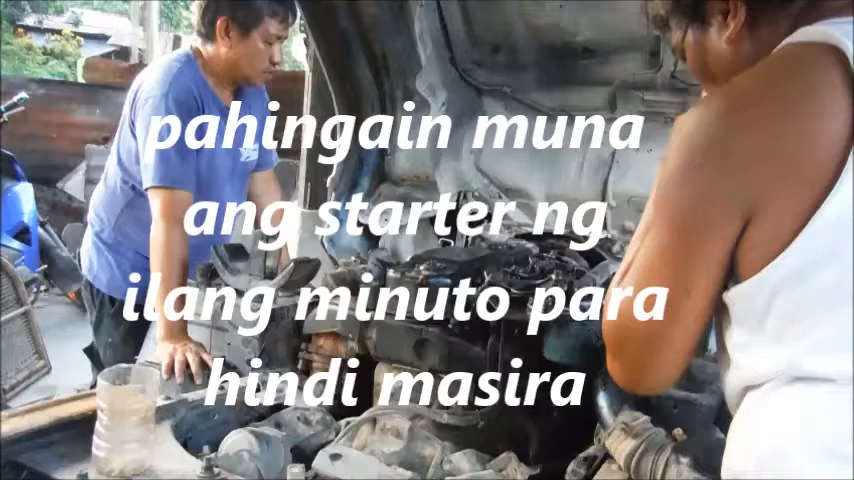 pahingain muna
ang starter ng
ilang minuto para
hindi masira